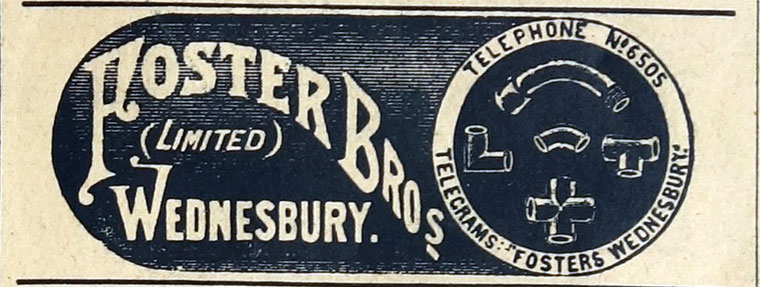 FOSTER BROS.
(LIMITED)
WEDNESBURY.
TELEPHONE No 6505
TELEGRAMS: "FOSTERS WEDNESBURY."